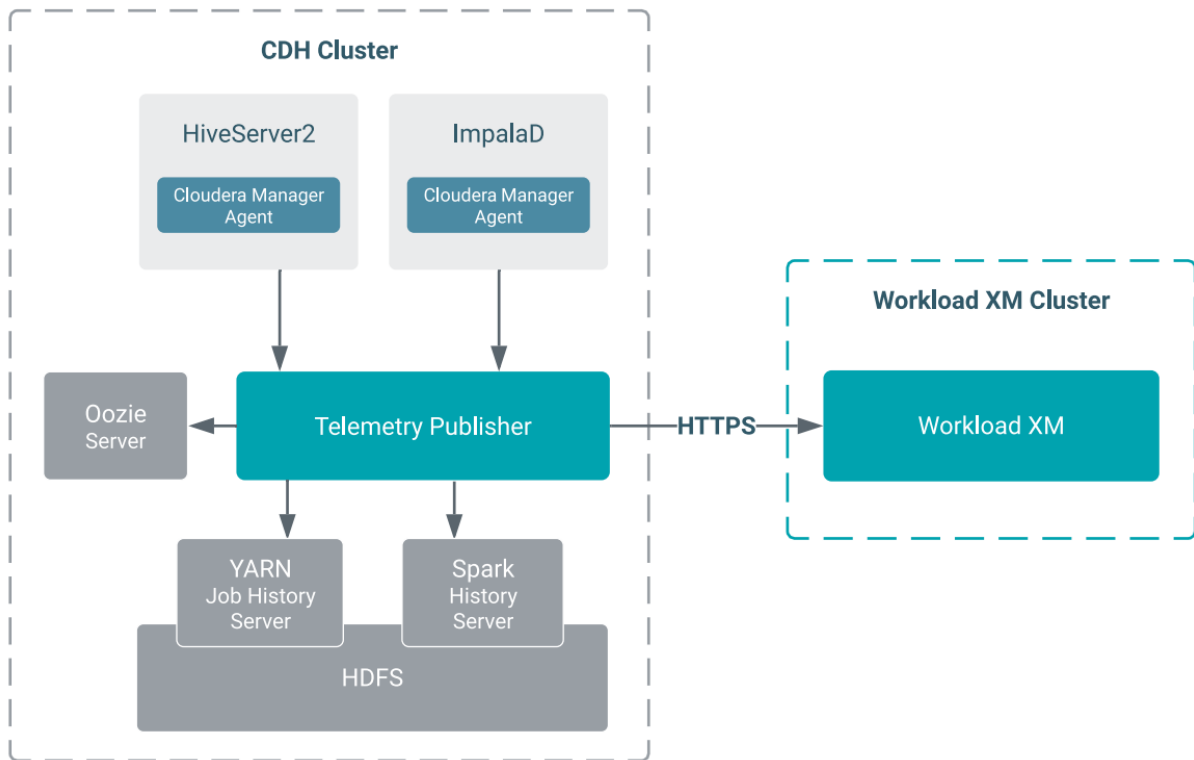 CDH Cluster
HiveServer2
ImpalaD
Cloudera Manager
Agent
Cloudera Manager
Agent
Workload XM Cluster
Oozie
Server
Telemetry Publisher
HTTPS
Workload XM
YARN
Job History
Server
Spark
History
Server
HDFS